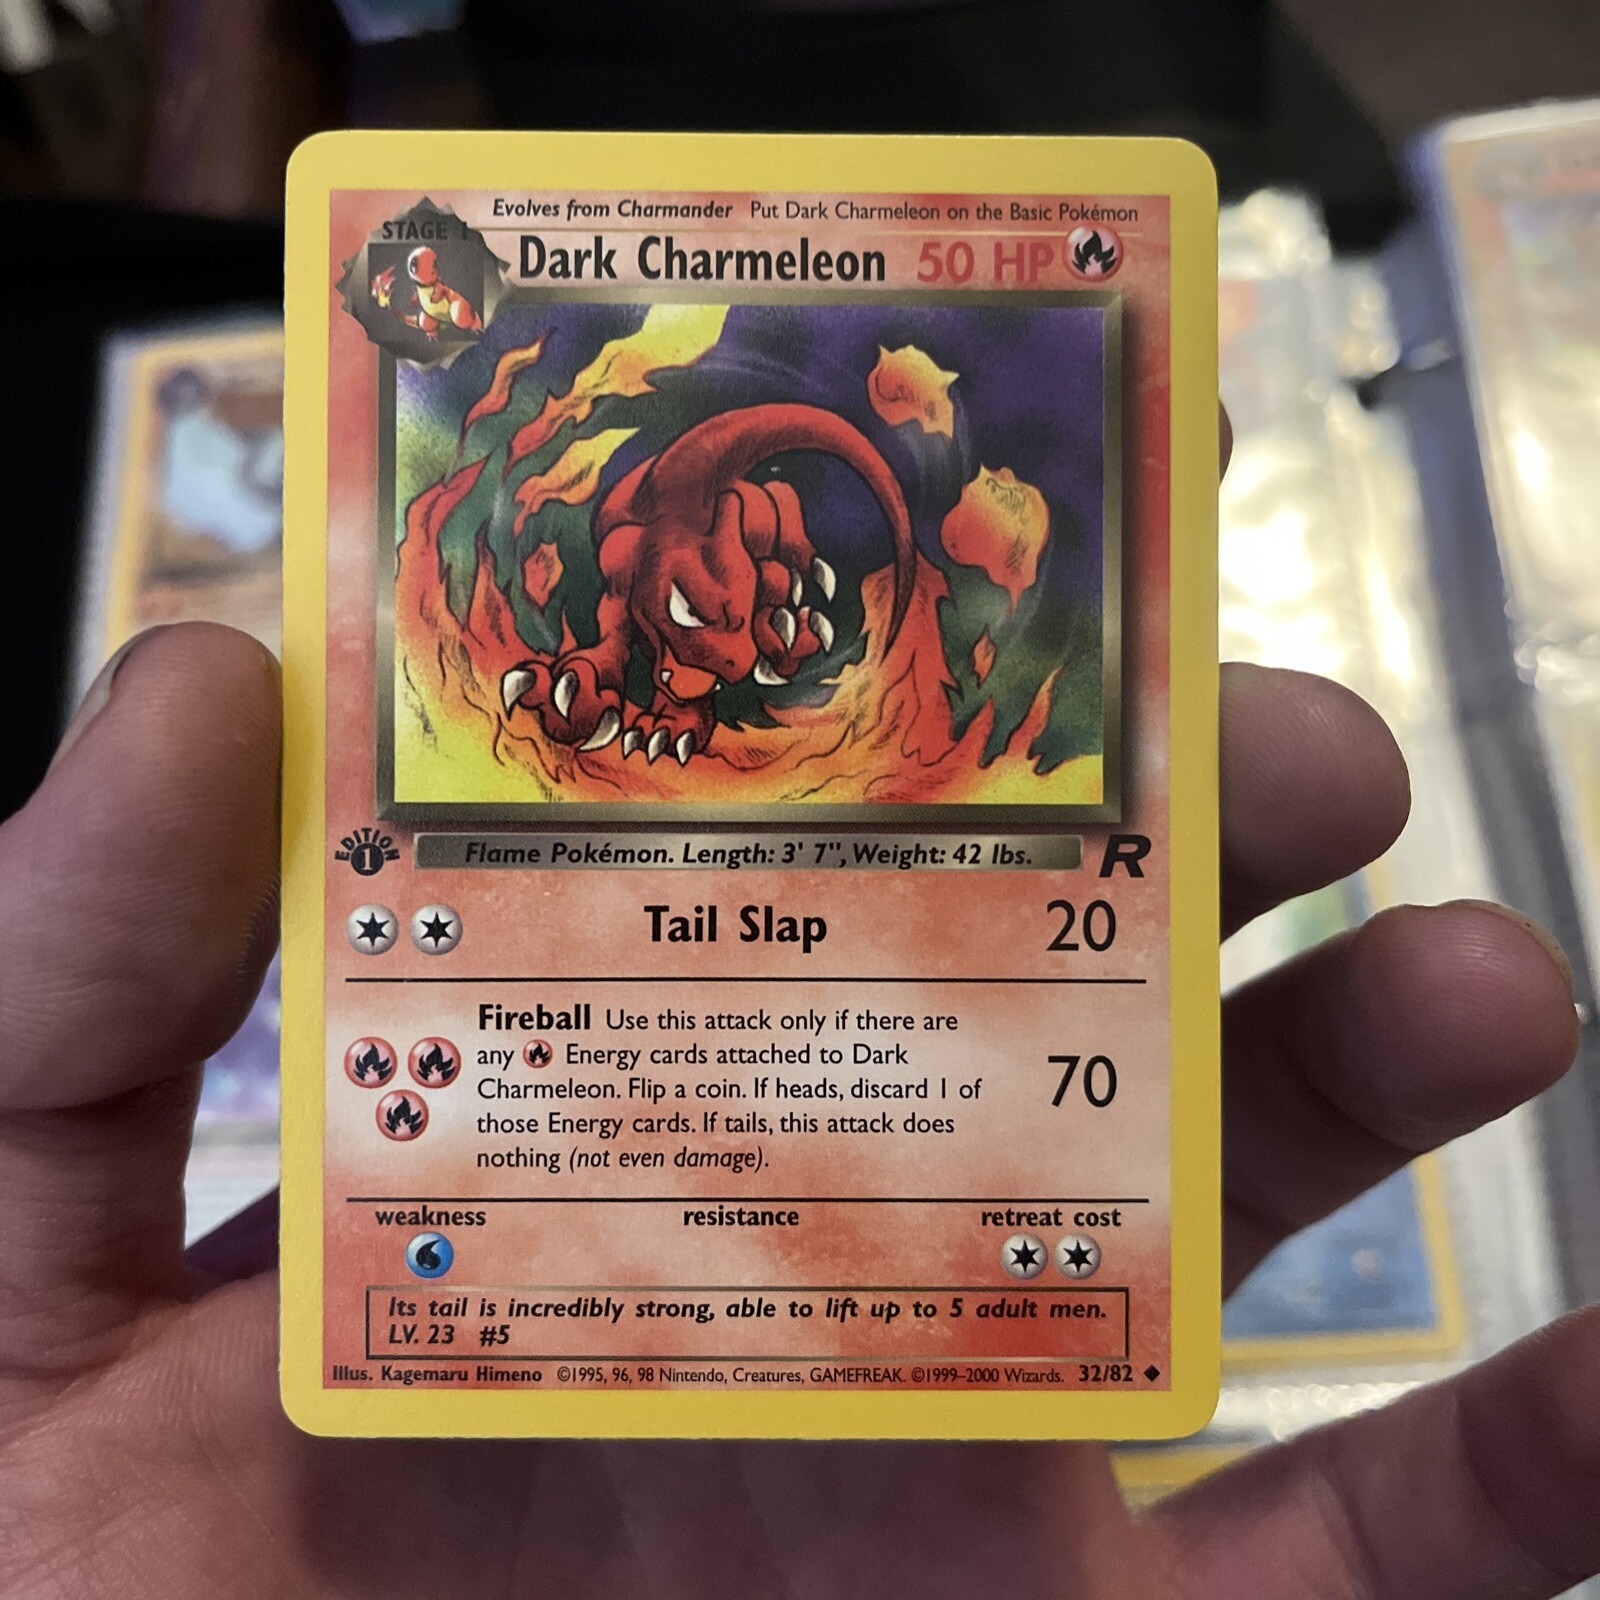 Evolves from Charmander Put Dark Charmeleon on the Basic Pokémon
STAGE 1
Dark Charmeleon 50 HP
EDITION 1
Flame Pokémon. Length: 3' 7", Weight: 42 lbs.
R
Tail Slap 20
Fireball Use this attack only if there are
any Energy cards attached to Dark
Charmeleon. Flip a coin. If heads, discard 1 of
those Energy cards. If tails, this attack does
nothing (not even damage).
70
weakness resistance retreat cost
Its tail is incredibly strong, able to lift up to 5 adult men.
LV. 23 #5
Illus. Kagemaru Himeno ©1995, 96, 98 Nintendo, Creatures, GAMEFREAK. ©1999–2000 Wizards. 32/82